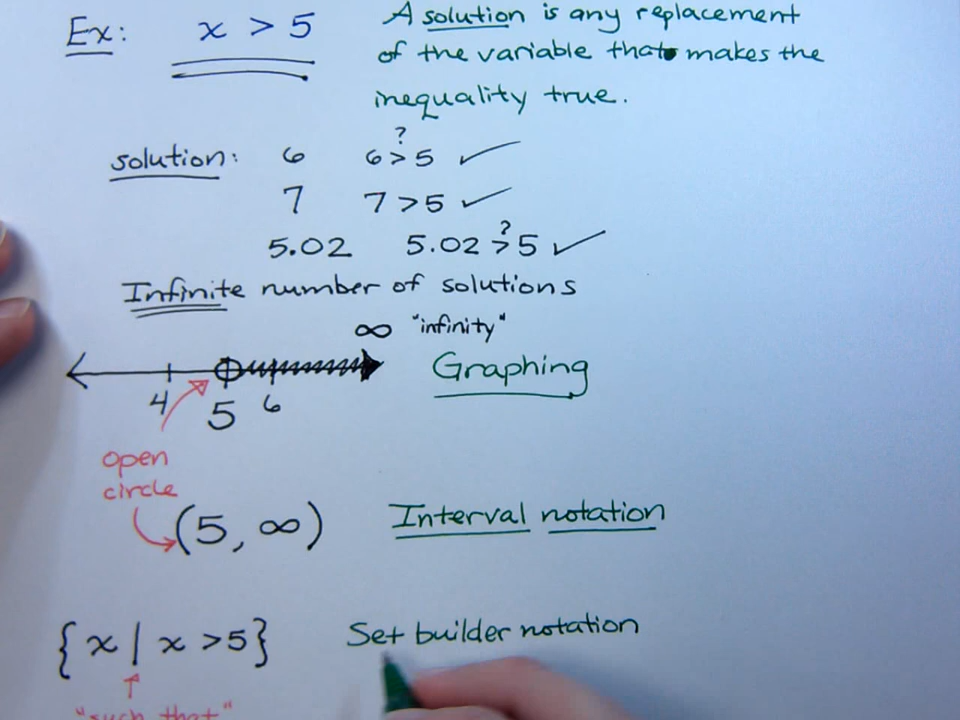 Ex: x > 5
A solution is any replacement
of the variable that makes the
inequality true.
solution: 6 6 ?> 5 ✓
7 7 > 5 ✓
5.02 5.02 ?> 5 ✓
Infinite number of solutions
∞ "infinity"
Graphing
4 5 6
open
circle
(5, ∞) Interval notation
{x | x > 5} Set builder notation
"such that"